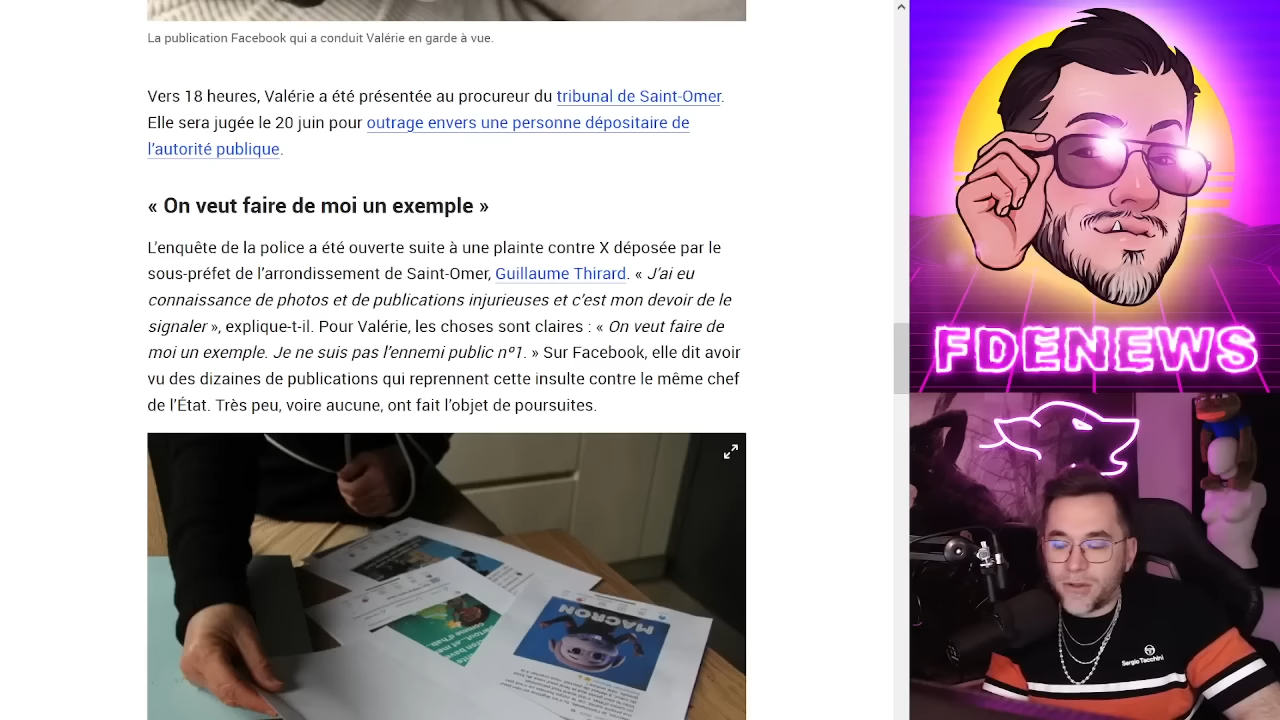 La publication Facebook qui a conduit Valérie en garde à vue.
Vers 18 heures, Valérie a été présentée au procureur du tribunal de Saint-Omer.
Elle sera jugée le 20 juin pour outrage envers une personne dépositaire de
l’autorité publique.
« On veut faire de moi un exemple »
L’enquête de la police a été ouverte suite à une plainte contre X déposée par le
sous-préfet de l’arrondissement de Saint-Omer, Guillaume Thirard. « J’ai eu
connaissance de photos et de publications injurieuses et c’est mon devoir de le
signaler », explique-t-il. Pour Valérie, les choses sont claires : « On veut faire de
moi un exemple. Je ne suis pas l’ennemi public nº1. » Sur Facebook, elle dit avoir
vu des dizaines de publications qui reprennent cette insulte contre le même chef
de l’État. Très peu, voire aucune, ont fait l’objet de poursuites.
MACRON
FDENEWS
Sergio Tacchini